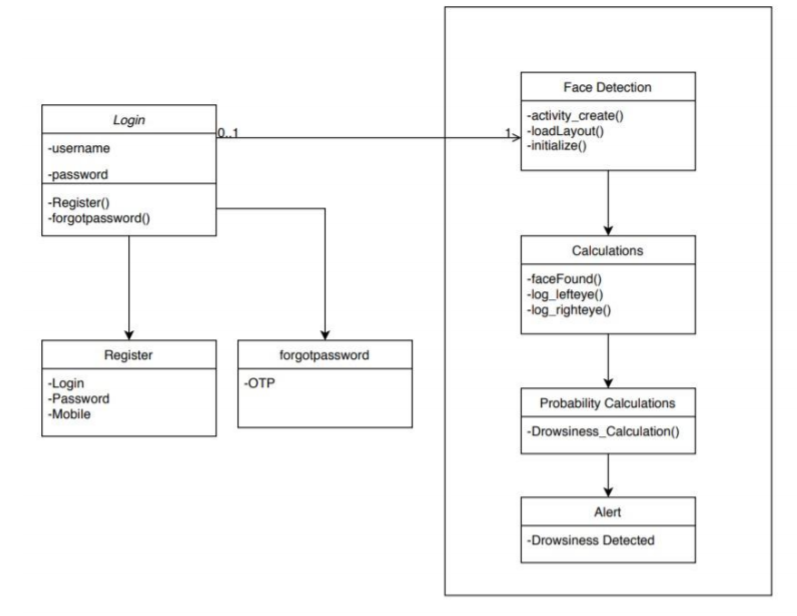 Login
-username
-password
-Register()
-forgotpassword()
0..1
1
Register
-Login
-Password
-Mobile
forgotpassword
-OTP
Face Detection
-activity_create()
-loadLayout()
-initialize()
Calculations
-faceFound()
-log_lefteye()
-log_righteye()
Probability Calculations
-Drowsiness_Calculation()
Alert
-Drowsiness Detected